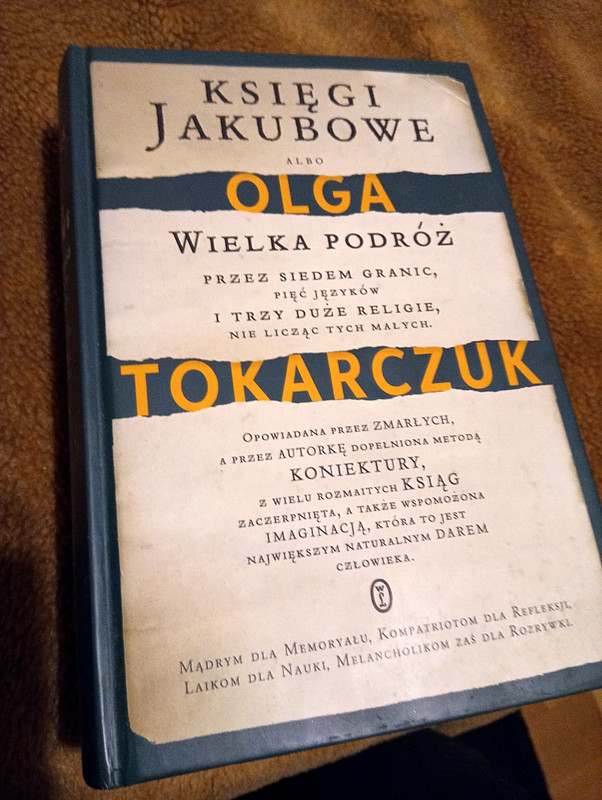 KSIĘGI
JAKUBOWE
ALBO
OLGA
WIELKA PODRÓŻ
PRZEZ SIEDEM GRANIC,
PIĘĆ JĘZYKÓW
I TRZY DUŻE RELIGIE,
NIE LICZĄC TYCH MAŁYCH.
TOKARCZUK
OPOWIADANA PRZEZ ZMARŁYCH,
A PRZEZ AUTORKĘ DOPEŁNIONA METODĄ
KONIEKTURY,
Z WIELU ROZMAITYCH KSIĄG
ZACZERPNIĘTA, A TAKŻE WSPOMOŻONA
IMAGINACJĄ, KTÓRA TO JEST
NAJWIĘKSZYM NATURALNYM DAREM
CZŁOWIEKA.
WL
MĄDRYM DLA MEMORYAŁU, KOMPATRIOTOM DLA REFLEKSJI,
LAIKOM DLA NAUKI, MELANCHOLIKOM ZAŚ DLA ROZRYWKI.